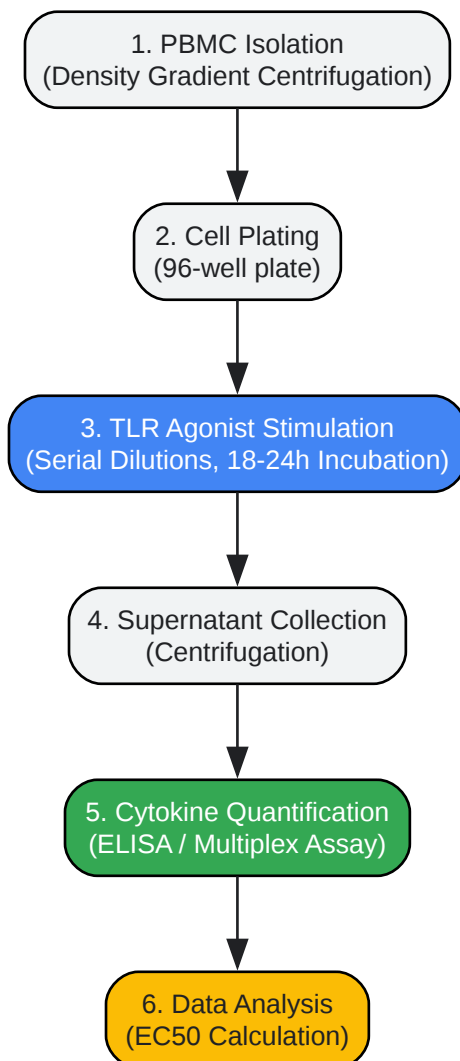 1. PBMC Isolation
(Density Gradient Centrifugation)
2. Cell Plating
(96-well plate)
3. TLR Agonist Stimulation
(Serial Dilutions, 18-24h Incubation)
4. Supernatant Collection
(Centrifugation)
5. Cytokine Quantification
(ELISA / Multiplex Assay)
6. Data Analysis
(EC50 Calculation)